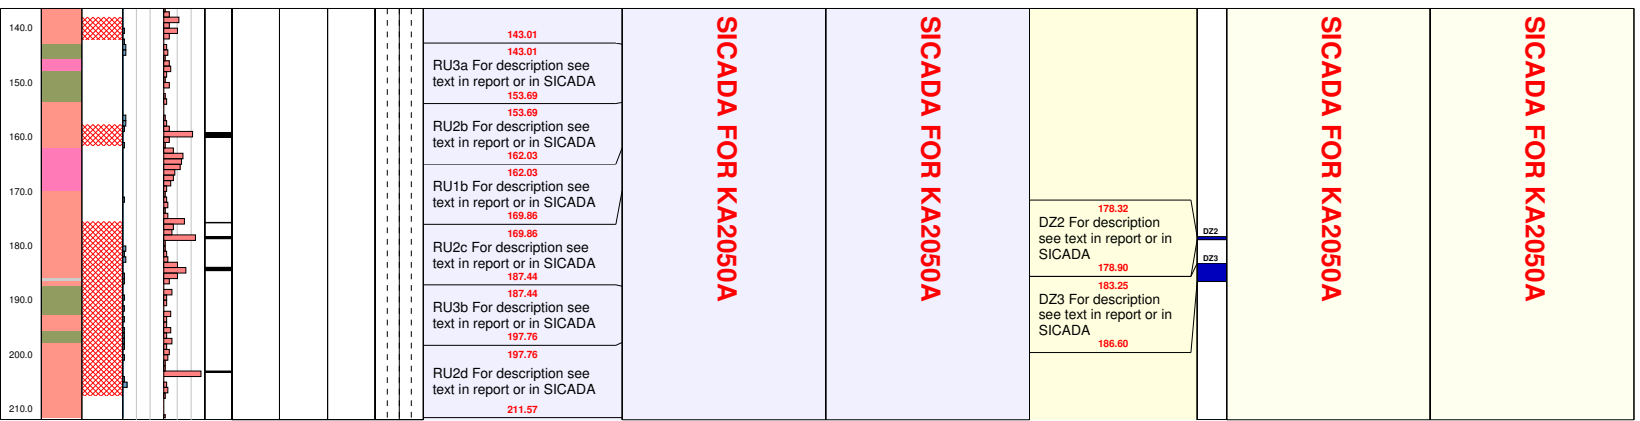 140.0
150.0
160.0
170.0
180.0
190.0
200.0
210.0
143.01
143.01
RU3a For description see
text in report or in SICADA
153.69
153.69
RU2b For description see
text in report or in SICADA
162.03
162.03
RU1b For description see
text in report or in SICADA
169.86
169.86
RU2c For description see
text in report or in SICADA
187.44
187.44
RU3b For description see
text in report or in SICADA
197.76
197.76
RU2d For description see
text in report or in SICADA
211.57
SICADA FOR KA2050A
SICADA FOR KA2050A
178.32
DZ2 For description
see text in report or in
SICADA
178.90
183.25
DZ3 For description
see text in report or in
SICADA
186.60
DZ2
DZ3
SICADA FOR KA2050A
SICADA FOR KA2050A